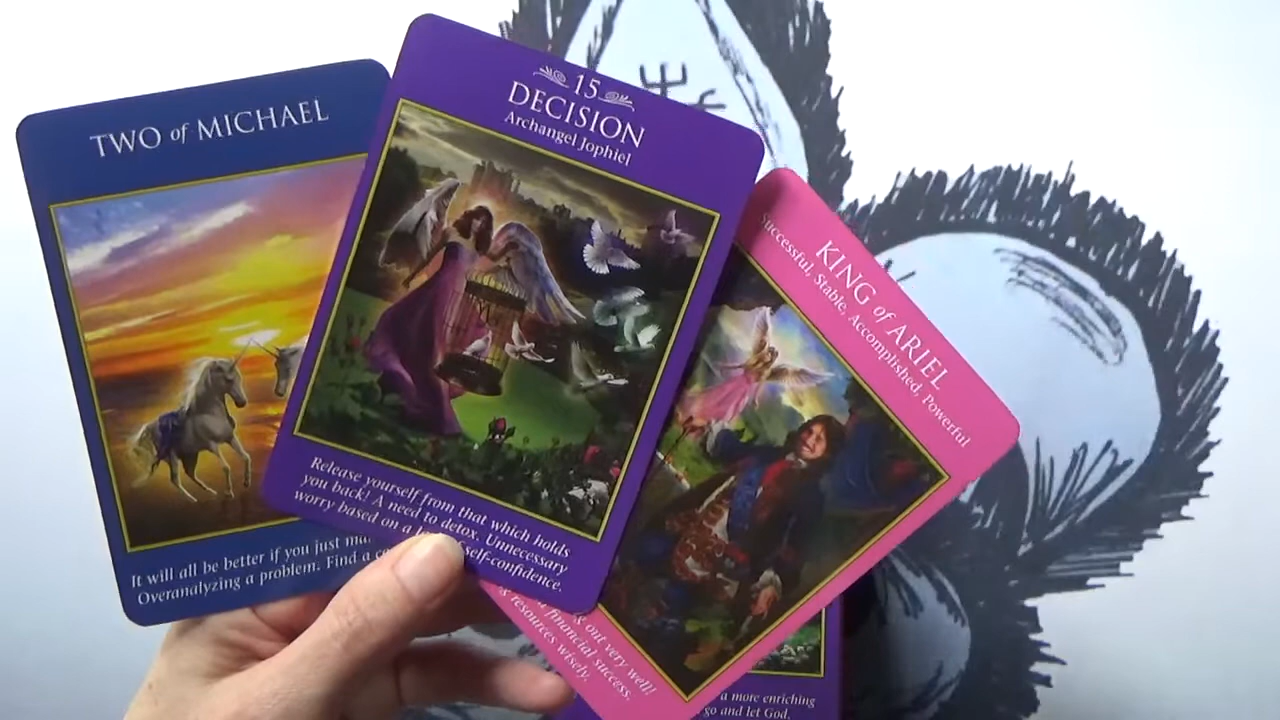 TWO of MICHAEL
It will all be better if you just
Overanalyzing a problem. Find a
15
DECISION
Archangel Jophiel
Release yourself from that which holds
you back! A need to detox. Unnecessary
worry based on a self-confidence.
KING of ARIEL
Successful, Stable, Accomplished, Powerful
out very well!
financial success.
resources wisely.
a more enriching
go and let God.